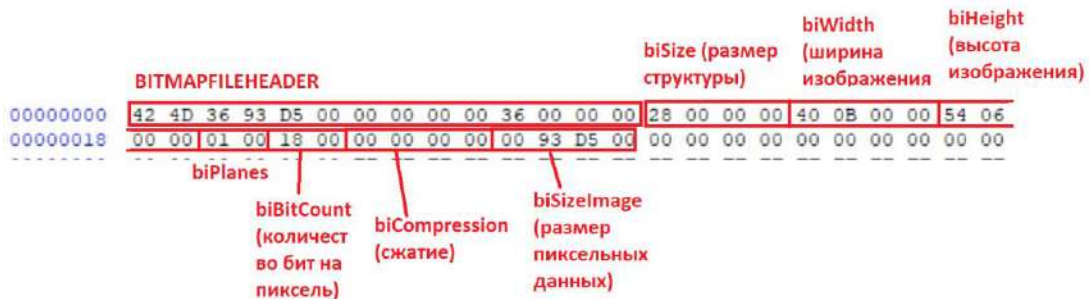 biWidth
(ширина
изображения
biHeight
(высота
изображения)
biSize (размер
структуры)
BITMAPFILEHEADER
00000000 42 4D 36 93 D5 00 00 00 00 00 36 00 00 00 28 00 00 00 40 0B 00 00 54 06
00000018 00 00 01 00 18 00 00 00 00 00 00 93 D5 00 00 00 00 00 00 00 00 00 00 00
biPlanes
biBitCount
(количест
во бит на
пиксель)
biCompression
(сжатие)
biSizeImage
(размер
пиксельных
данных)